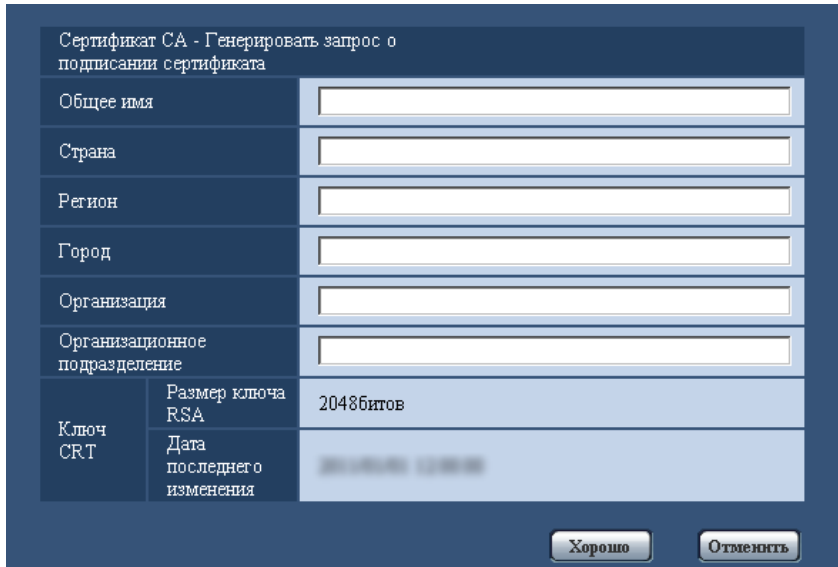 Сертификат СА - Генерировать запрос о
подписании сертификата
Общее имя
Страна
Регион
Город
Организация
Организационное
подразделение
Ключ
CRT
Размер ключа
RSA
2048битов
Дата
последнего
изменения
Хорошо
Отменить